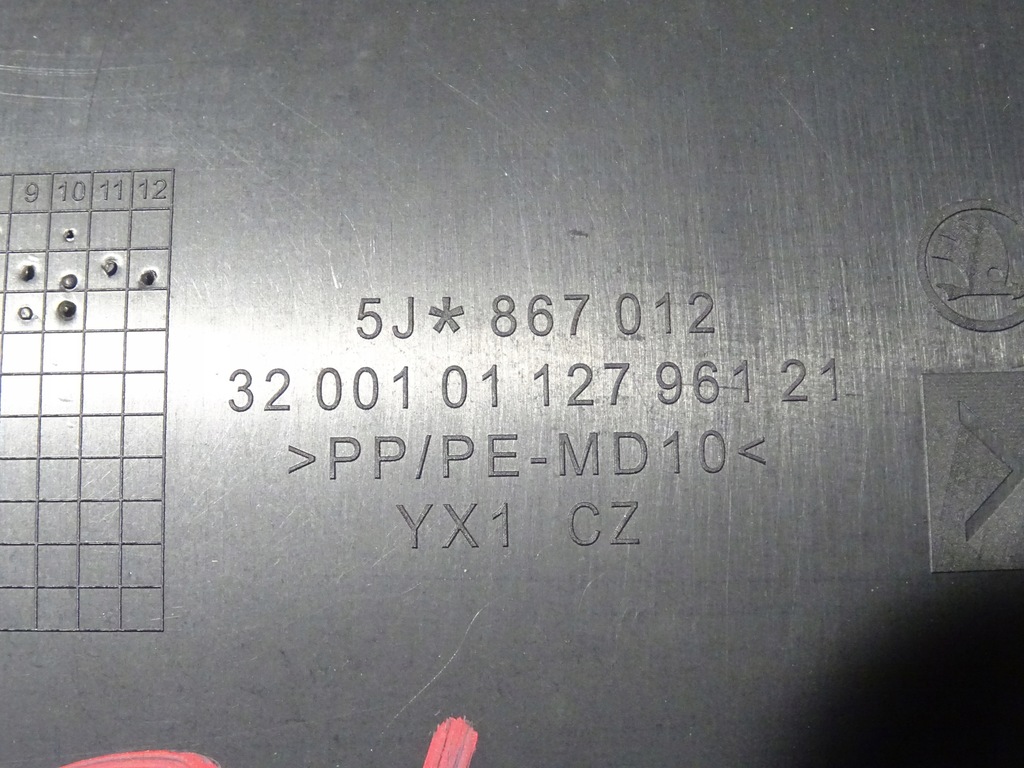 9 10 11 12
5J* 867 012
32 001 01 127 961 21
>PP/PE-MD10<
YX1 CZ